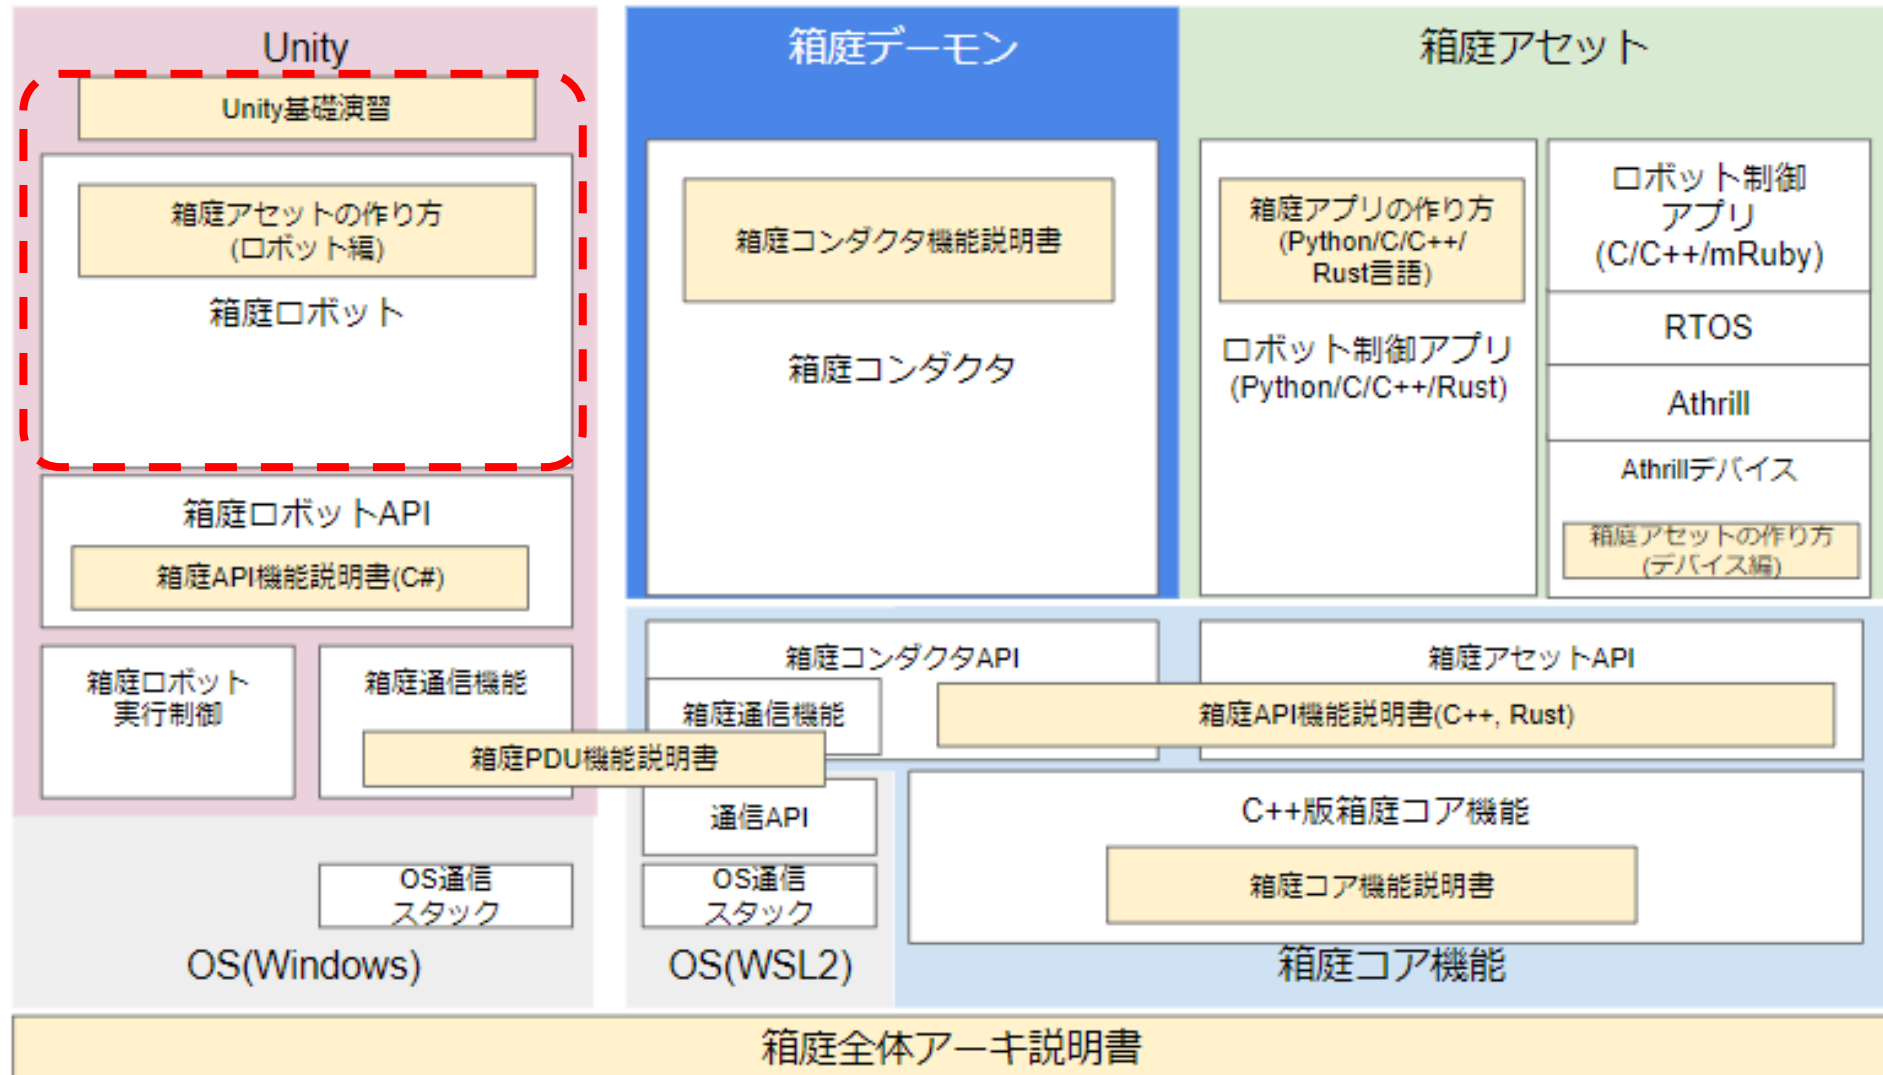 Unity
Unity基礎演習
箱庭アセットの作り方
(ロボット編)
箱庭ロボット
箱庭ロボットAPI
箱庭API機能説明書(C#)
箱庭ロボット
実行制御
箱庭通信機能
箱庭PDU機能説明書
OS通信
スタック
OS(Windows)
箱庭デーモン
箱庭コンダクタ機能説明書
箱庭コンダクタ
箱庭アセット
箱庭アプリの作り方
(Python/C/C++/
Rust言語)
ロボット制御アプリ
(Python/C/C++/Rust)
ロボット制御
アプリ
(C/C++/mRuby)
RTOS
Athrill
Athrillデバイス
箱庭アセットの作り方
(デバイス編)
箱庭コンダクタAPI
箱庭通信機能
箱庭アセットAPI
箱庭API機能説明書(C++, Rust)
通信API
OS通信
スタック
OS(WSL2)
C++版箱庭コア機能
箱庭コア機能説明書
箱庭コア機能
箱庭全体アーキ説明書